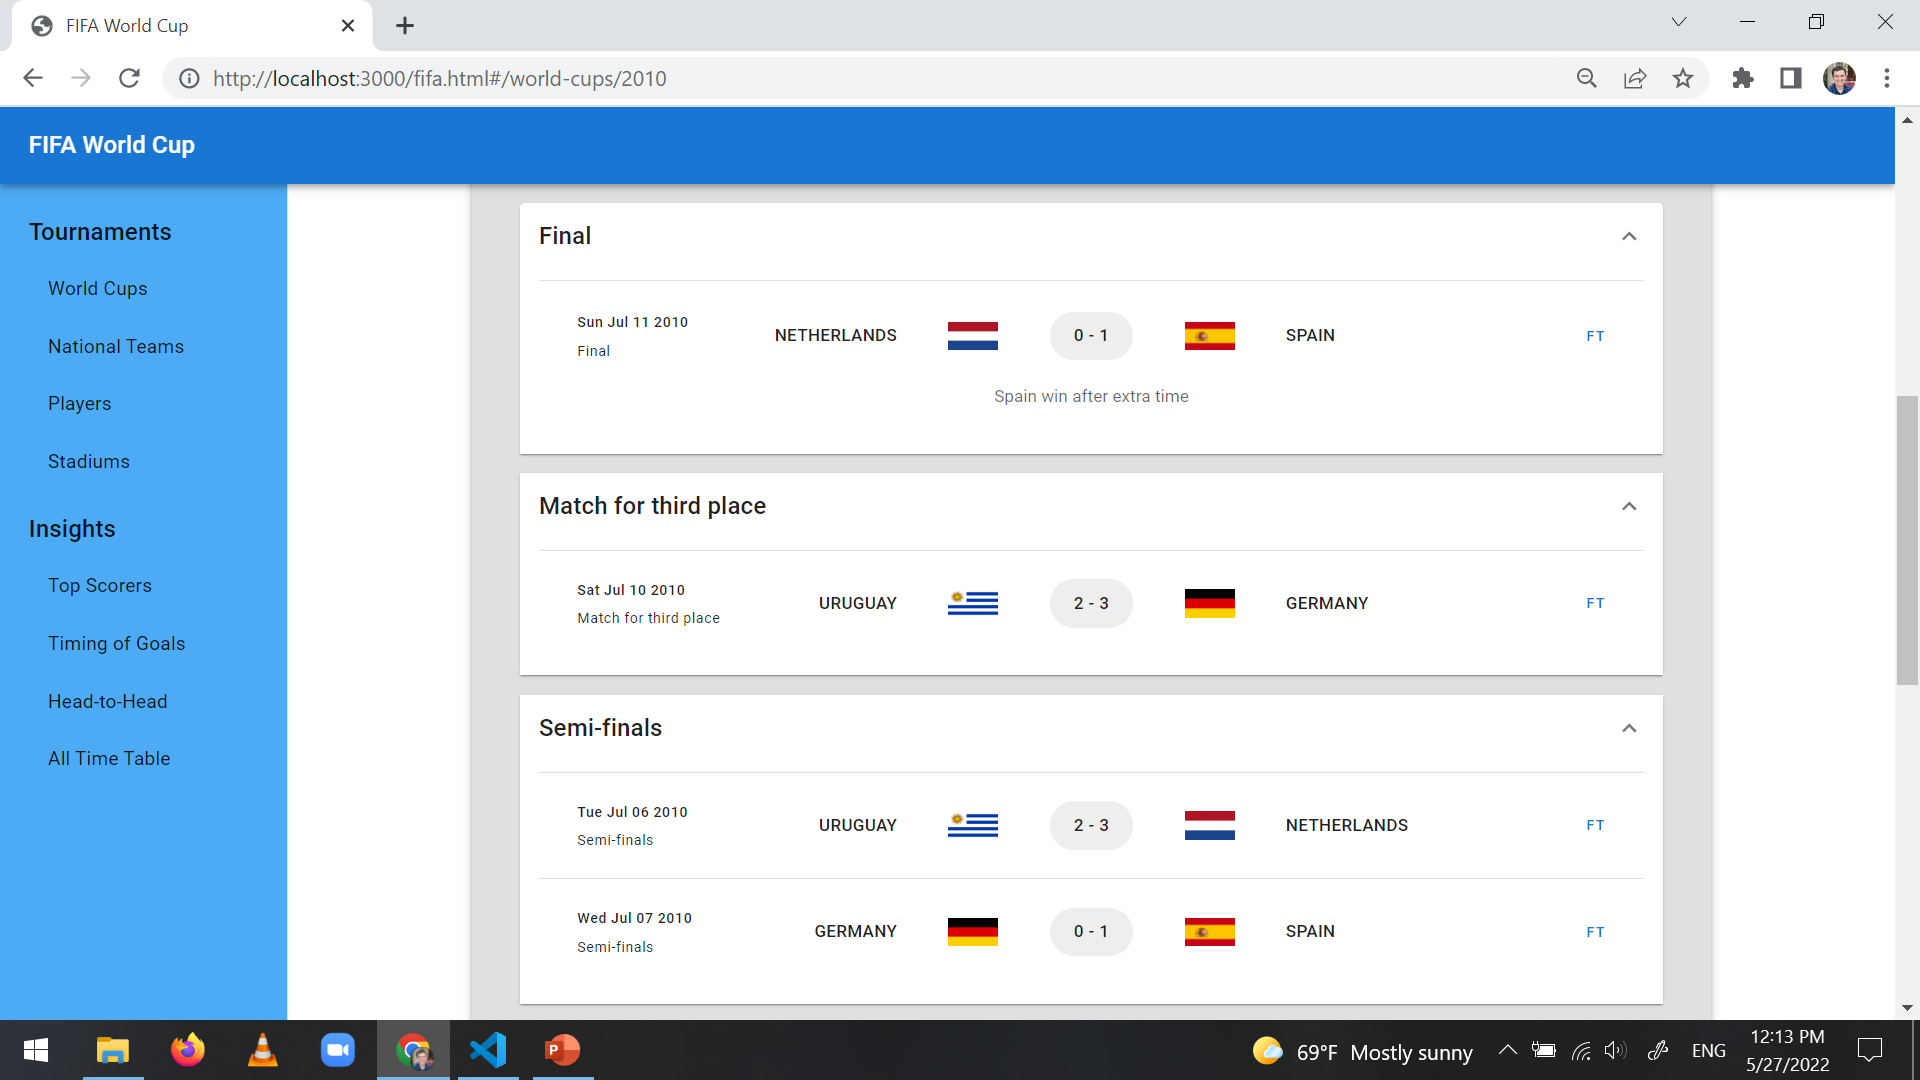 FIFA World Cup
http://localhost:3000/fifa.html#/world-cups/2010
FIFA World Cup
Tournaments
World Cups
National Teams
Players
Stadiums
Insights
Top Scorers
Timing of Goals
Head-to-Head
All Time Table
Final
Sun Jul 11 2010
Final
NETHERLANDS
0 - 1
SPAIN
FT
Spain win after extra time
Match for third place
Sat Jul 10 2010
Match for third place
URUGUAY
2 - 3
GERMANY
FT
Semi-finals
Tue Jul 06 2010
Semi-finals
URUGUAY
2 - 3
NETHERLANDS
FT
Wed Jul 07 2010
Semi-finals
GERMANY
0 - 1
SPAIN
FT
P
69°F Mostly sunny
ENG
12:13 PM
5/27/2022